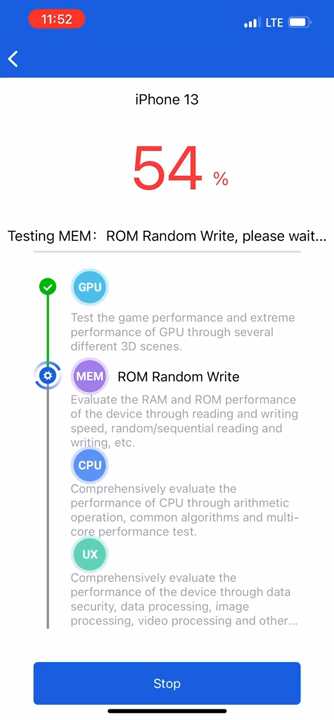 11:52
LTE
iPhone 13
54 %
Testing MEM: ROM Random Write, please wait...
GPU
Test the game performance and extreme
performance of GPU through several
different 3D scenes.
MEM ROM Random Write
Evaluate the RAM and ROM performance
of the device through reading and writing
speed, random/sequential reading and
writing, etc.
CPU
Comprehensively evaluate the
performance of CPU through arithmetic
operation, common algorithms and multi-
core performance test.
UX
Comprehensively evaluate the
performance of the device through data
security, data processing, image
processing, video processing and other...
Stop